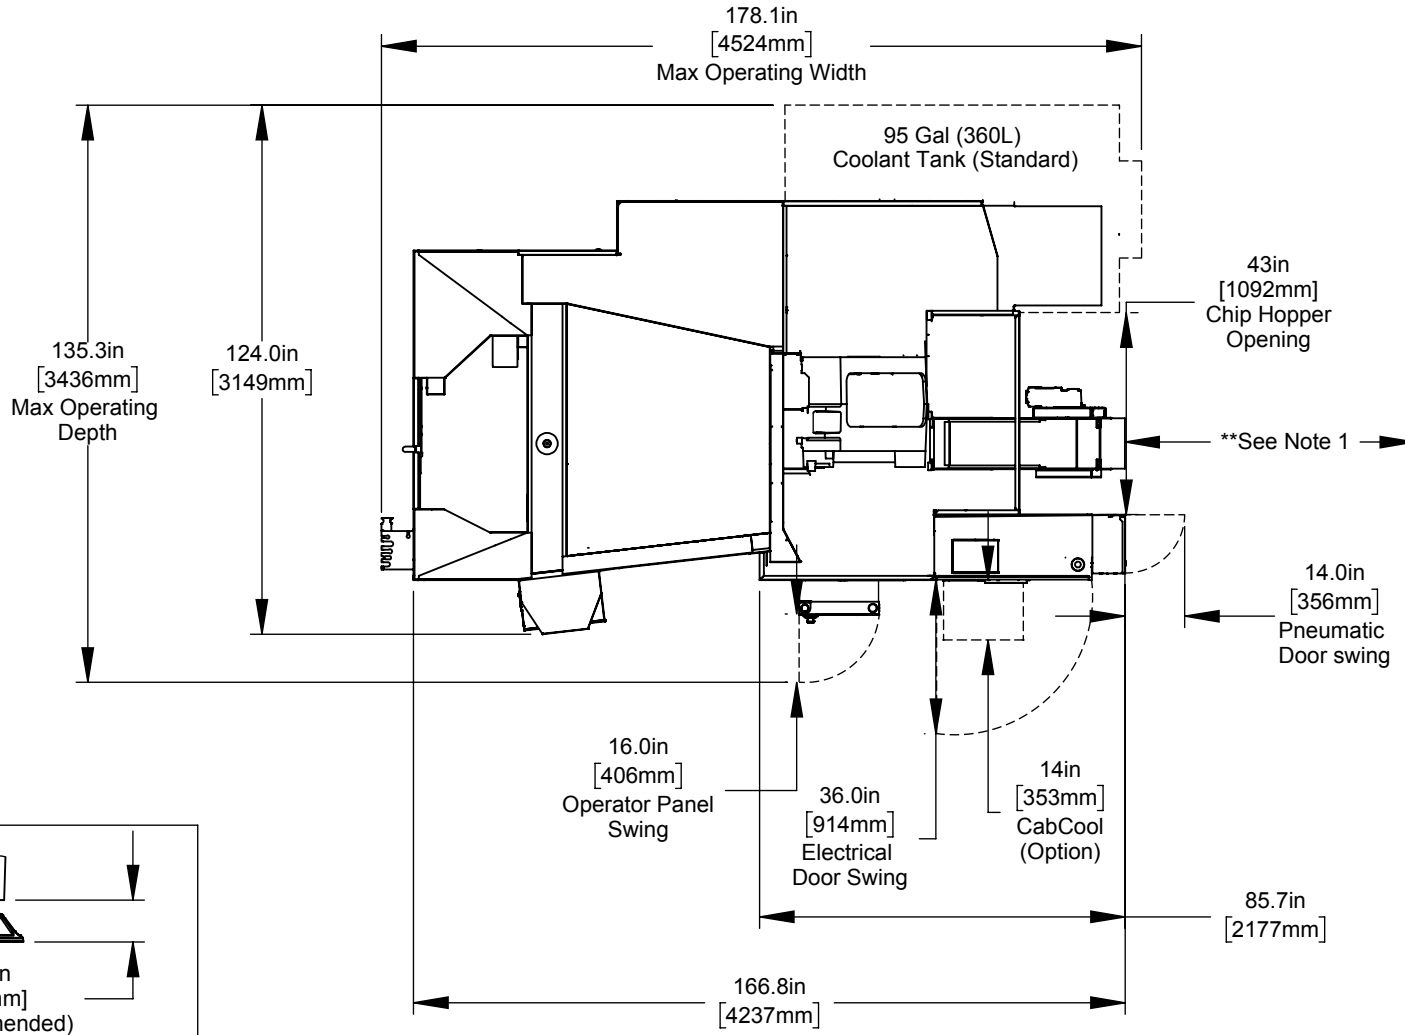 178.1in
[4524mm]
Max Operating Width
95 Gal (360L)
Coolant Tank (Standard)
43in
[1092mm]
Chip Hopper
Opening
135.3in
[3436mm]
Max Operating
Depth
124.0in
[3149mm]
**See Note 1
14.0in
[356mm]
Pneumatic
Door swing
16.0in
[406mm]
Operator Panel
Swing
36.0in
[914mm]
Electrical
Door Swing
14in
[353mm]
CabCool
(Option)
85.7in
[2177mm]
166.8in
[4237mm]